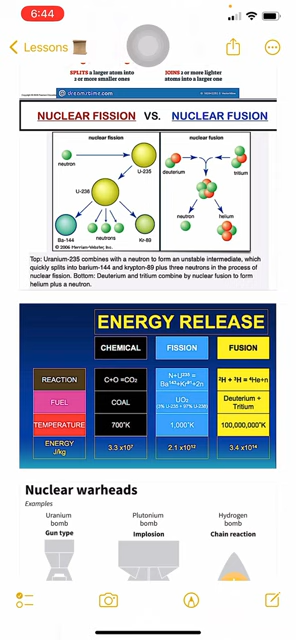 6:44
Lessons
SPLITS a larger atom into
2 or more smaller ones
JOINS 2 or more lighter
atoms into a larger one
dreamstime.com
NUCLEAR FISSION VS. NUCLEAR FUSION
nuclear fission
nuclear fusion
neutron
U-235
deuterium
tritium
U-236
neutron
helium
Ba-144
neutrons
Kr-89
© 2006 Merriam-Webster, Inc.
Top: Uranium-235 combines with a neutron to form an unstable intermediate, which
quickly splits into barium-144 and krypton-89 plus three neutrons in the process of
nuclear fission. Bottom: Deuterium and tritium combine by nuclear fusion to form
helium plus a neutron.
ENERGY RELEASE
CHEMICAL FISSION FUSION
REACTION C+O =CO₂ N+U²³⁵ = Ba¹⁴³+Kr⁹¹+2n ²H + ³H = ⁴He+n
FUEL COAL UO₂ (3% U-235 + 97% U-238) Deuterium + Tritium
TEMPERATURE 700°K 1,000°K 100,000,000°K
ENERGY J/kg 3.3 x10⁷ 2.1 x10¹² 3.4 x10¹⁴
Nuclear warheads
Examples
Uranium bomb Plutonium bomb Hydrogen bomb
Gun type Implosion Chain reaction